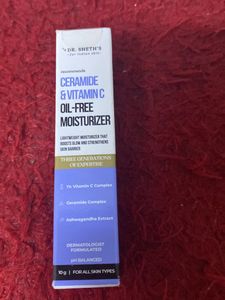 DR. SHETH'S
CERAMIDE
& VITAMIN C
OIL-FREE
MOISTURIZER
LIGHTWEIGHT MOISTURIZER THAT
BOOSTS GLOW AND STRENGTHENS
SKIN BARRIER
THREE GENERATIONS
OF EXPERTISE
1% Vitamin C Complex
Ceramide Complex
Ashwagandha Extract
DERMATOLOGIST
FORMULATED
pH BALANCED
10 g | FOR ALL SKIN TYPES